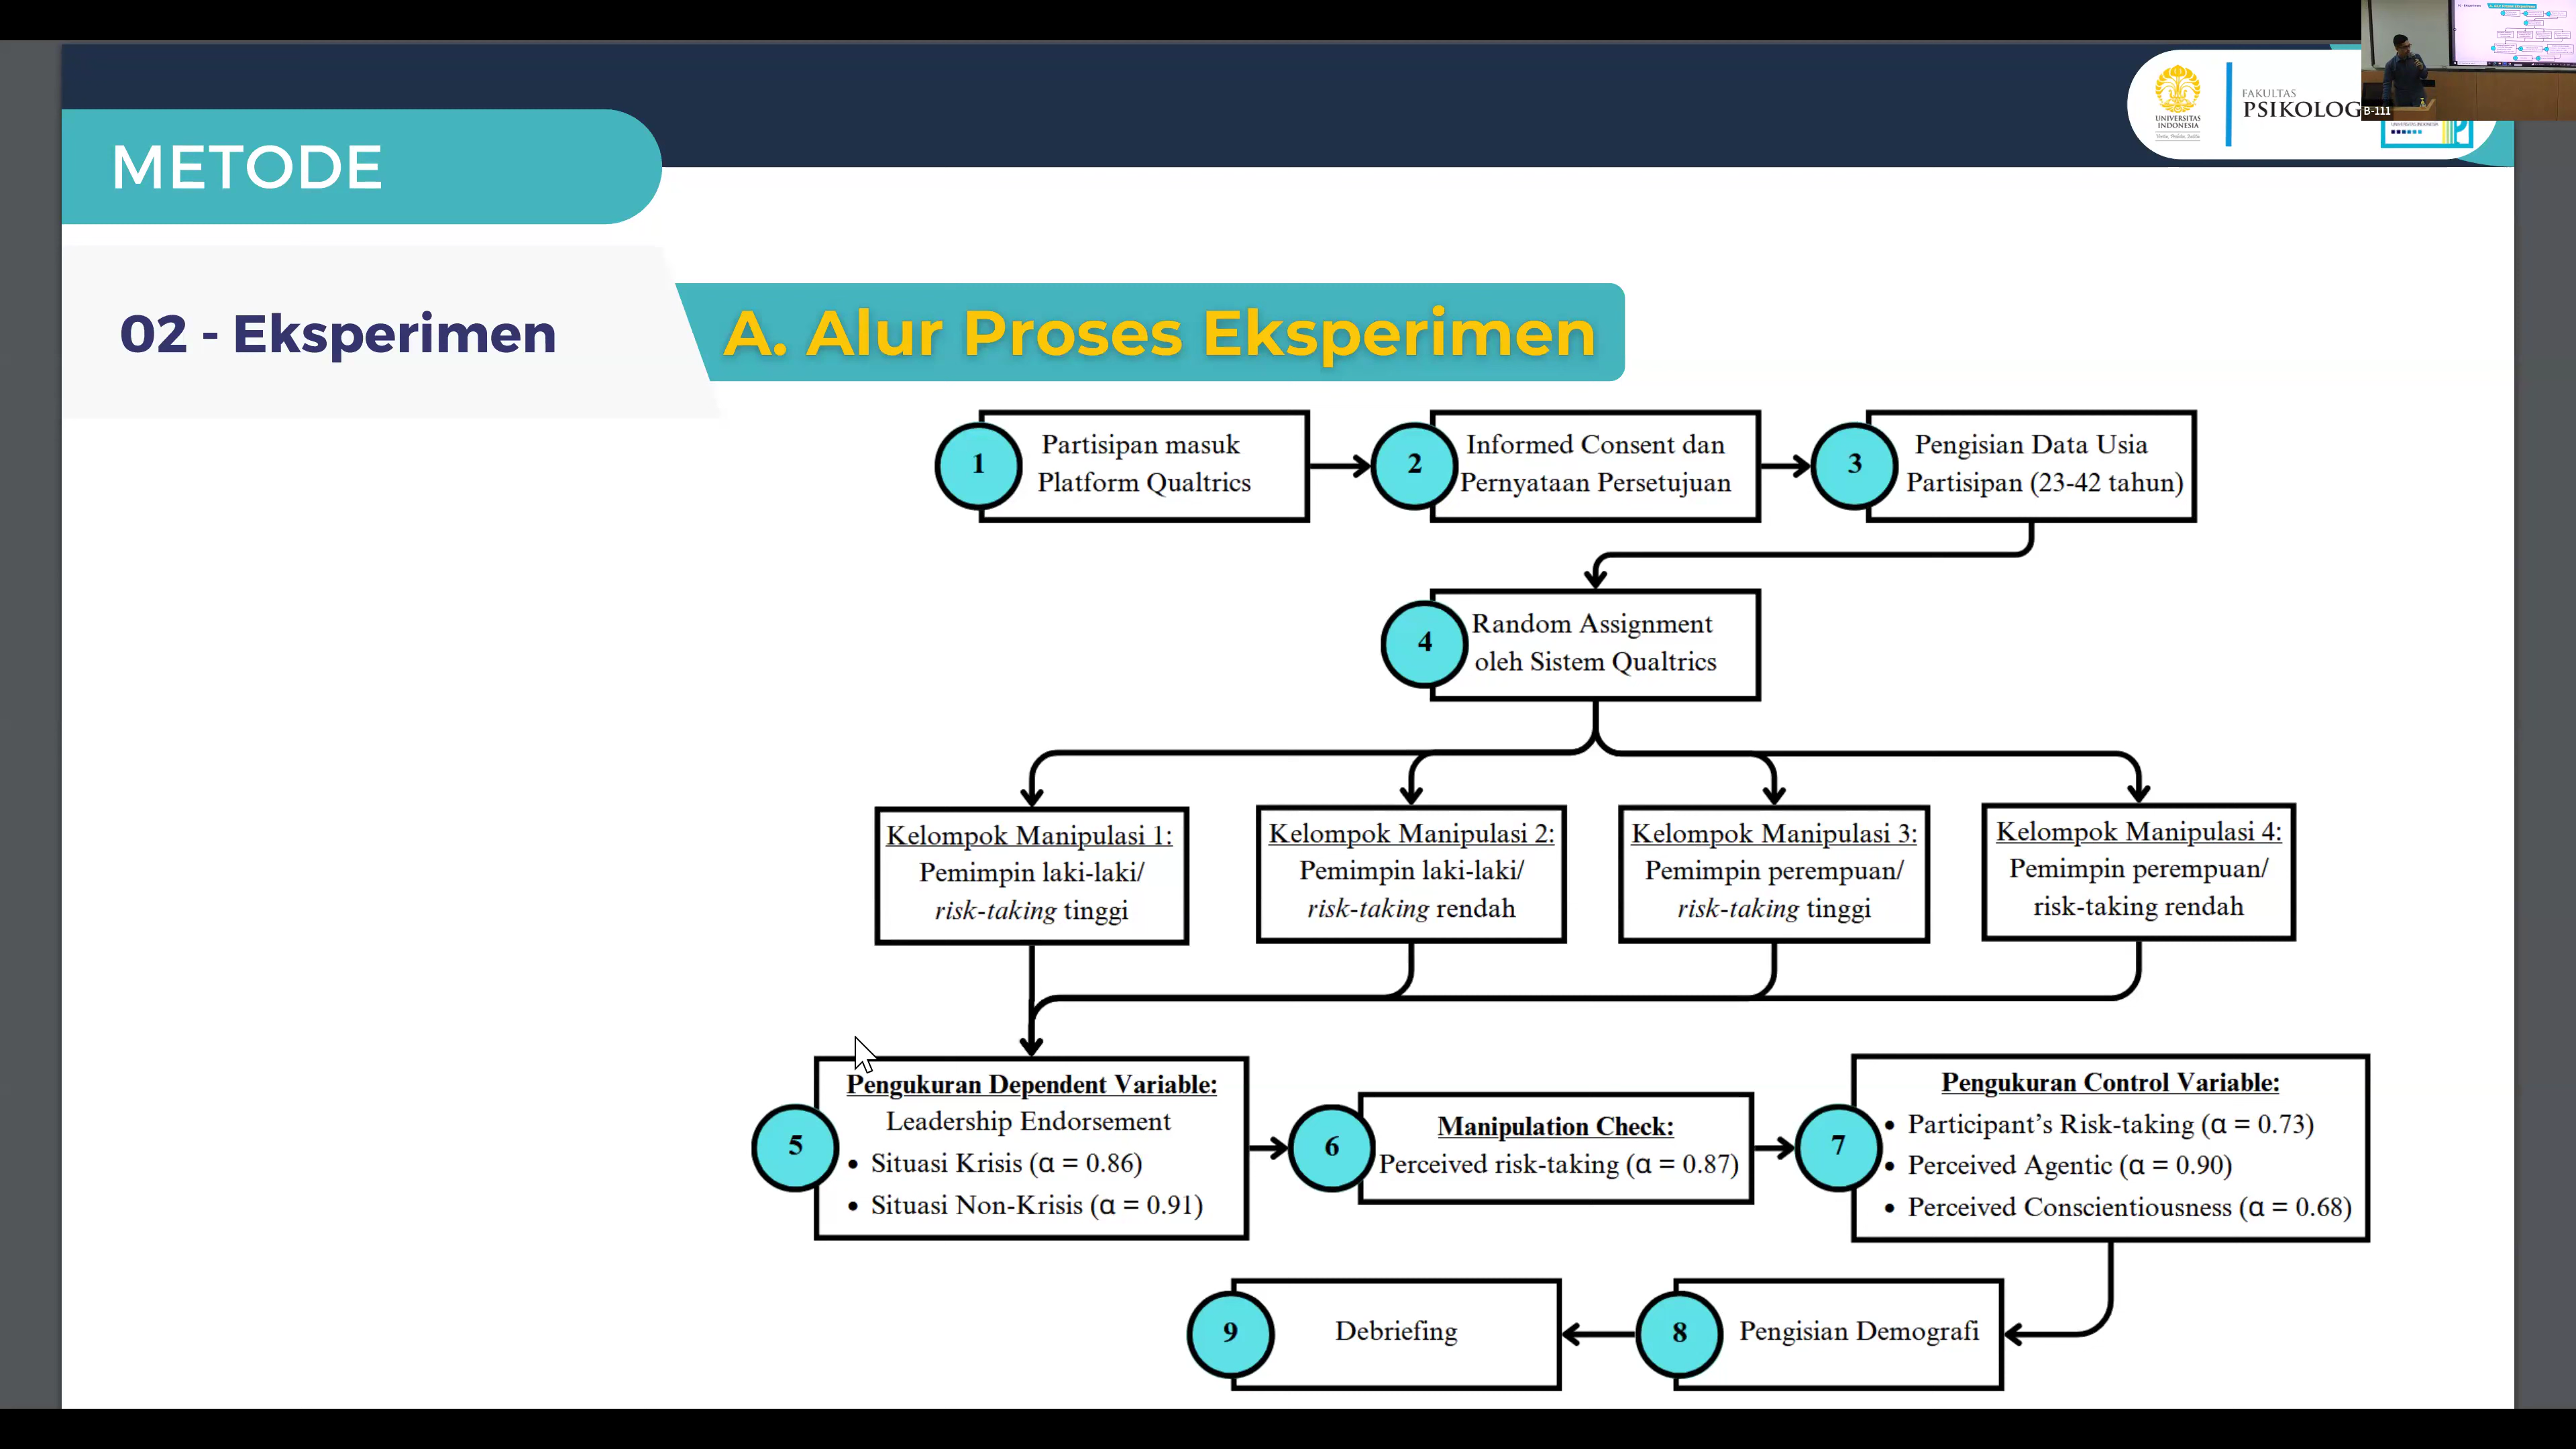 METODE
UNIVERSITAS
INDONESIA
FAKULTAS
PSIKOLOG
B-111
02 - Eksperimen
A. Alur Proses Eksperimen
1
Partisipan masuk
Platform Qualtrics
2
Informed Consent dan
Pernyataan Persetujuan
3
Pengisian Data Usia
Partisipan (23-42 tahun)
4
Random Assignment
oleh Sistem Qualtrics
Kelompok Manipulasi 1:
Pemimpin laki-laki/
risk-taking tinggi
Kelompok Manipulasi 2:
Pemimpin laki-laki/
risk-taking rendah
Kelompok Manipulasi 3:
Pemimpin perempuan/
risk-taking tinggi
Kelompok Manipulasi 4:
Pemimpin perempuan/
risk-taking rendah
5
Pengukuran Dependent Variable:
Leadership Endorsement
• Situasi Krisis (α = 0.86)
• Situasi Non-Krisis (α = 0.91)
6
Manipulation Check:
Perceived risk-taking (α = 0.87)
7
Pengukuran Control Variable:
• Participant’s Risk-taking (α = 0.73)
• Perceived Agentic (α = 0.90)
• Perceived Conscientiousness (α = 0.68)
9
Debriefing
8
Pengisian Demografi